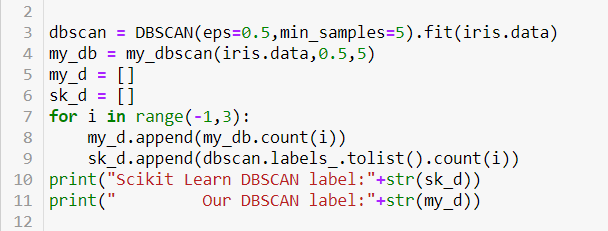 2
3 dbscan = DBSCAN(eps=0.5,min_samples=5).fit(iris.data)
4 my_db = my_dbscan(iris.data,0.5,5)
5 my_d = []
6 sk_d = []
7 for i in range(-1,3):
8     my_d.append(my_db.count(i))
9     sk_d.append(dbscan.labels_.tolist().count(i))
10 print("Scikit Learn DBSCAN label:"+str(sk_d))
11 print("         Our DBSCAN label:"+str(my_d))
12